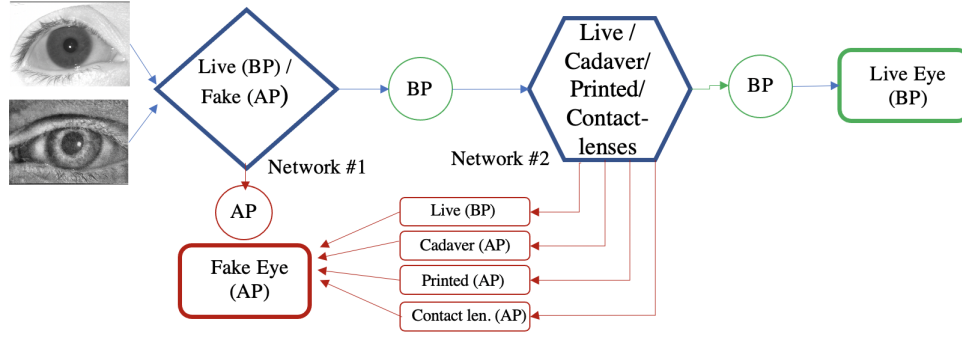 Live (BP) /
Fake (AP)
Network #1
BP
Live /
Cadaver/
Printed/
Contact-
lenses
Network #2
BP
Live Eye
(BP)
AP
Fake Eye
(AP)
Live (BP)
Cadaver (AP)
Printed (AP)
Contact len. (AP)